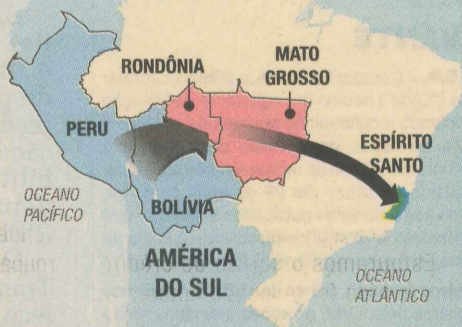 RONDÔNIA
MATO
GROSSO
PERU
ESPÍRITO
SANTO
OCEANO
PACÍFICO
BOLÍVIA
AMÉRICA
DO SUL
OCEANO
ATLÂNTICO